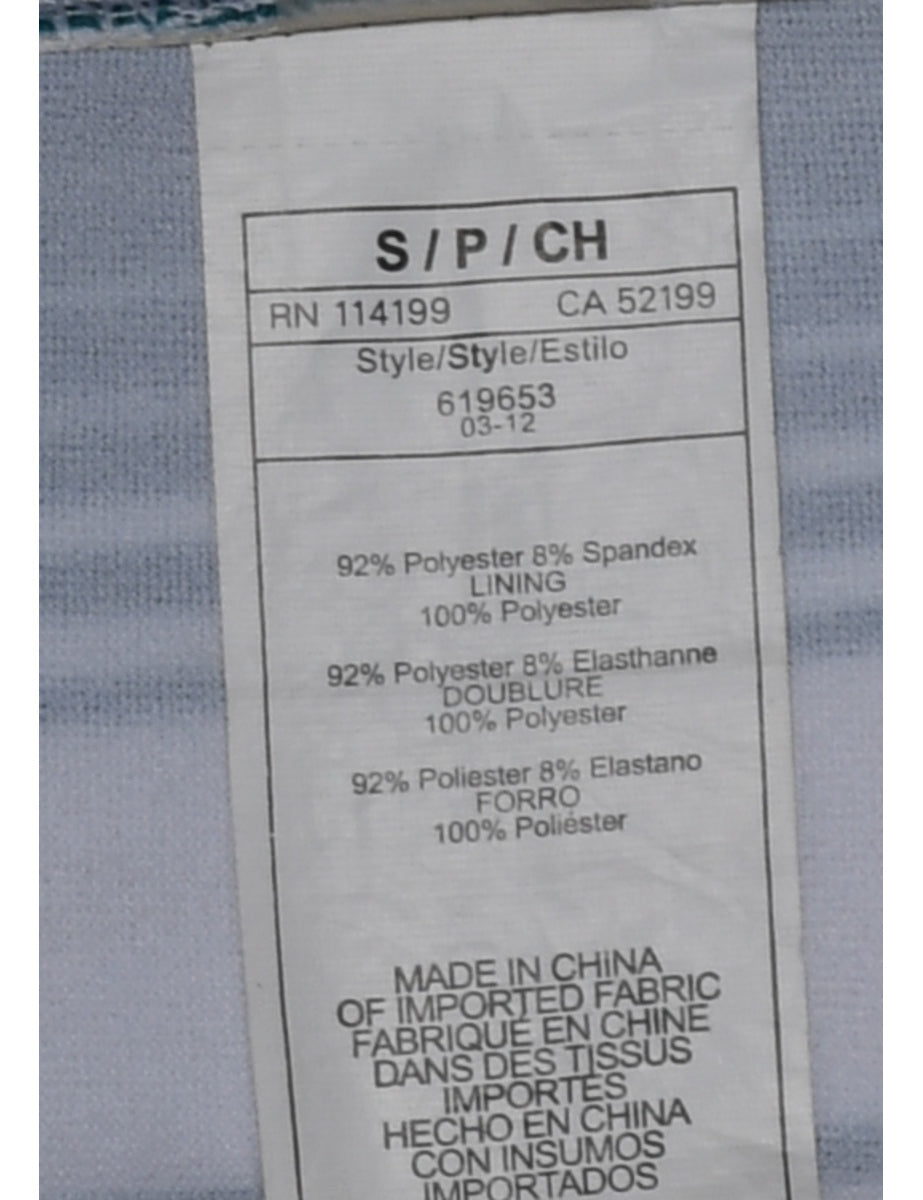 S / P / CH
RN 114199 CA 52199
Style/Style/Estilo
619653
03-12
92% Polyester 8% Spandex
LINING
100% Polyester
92% Polyester 8% Elasthanne
DOUBLURE
100% Polyester
92% Poliester 8% Elastano
FORRO
100% Poliéster
MADE IN CHINA
OF IMPORTED FABRIC
FABRIQUÉ EN CHINE
DANS DES TISSUS
IMPORTÉS
HECHO EN CHINA
CON INSUMOS
IMPORTADOS